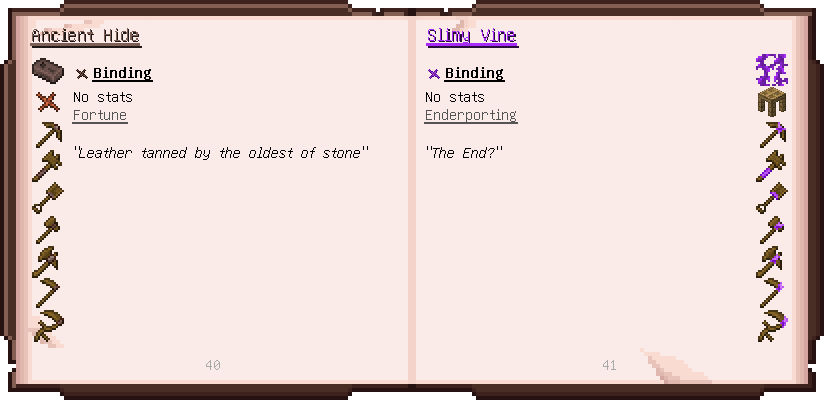 Ancient Hide
Binding
No stats
Fortune
"Leather tanned by the oldest of stone"
40
Slimy Vine
Binding
No stats
Enderporting
"The End?"
41